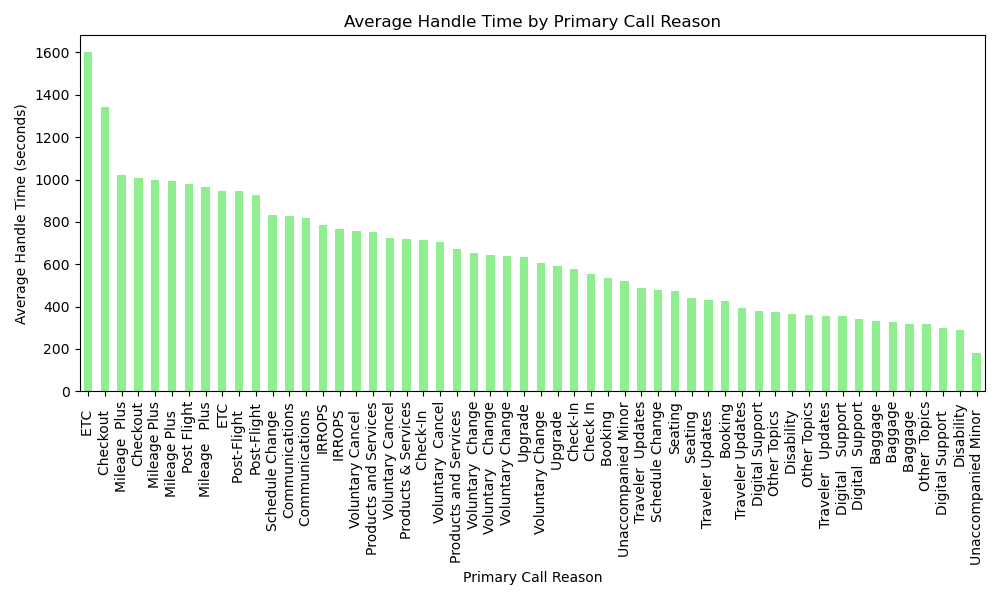 Average Handle Time by Primary Call Reason
Average Handle Time (seconds)
1600
1400
1200
1000
800
600
400
200
0
ETC
Checkout
Mileage  Plus
Checkout
Mileage Plus
Mileage Plus
Post Flight
Mileage   Plus
ETC
Post-Flight
Post-Flight
Schedule Change
Communications
Communications
IRROPS
IRROPS
Voluntary Cancel
Products and Services
Voluntary Cancel
Products & Services
Check-In
Voluntary  Cancel
Products and Services
Voluntary  Change
Voluntary   Change
Voluntary Change
Upgrade
Voluntary Change
Upgrade
Check-In
Check In
Booking
Unaccompanied Minor
Traveler  Updates
Schedule Change
Seating
Seating
Traveler Updates
Booking
Traveler Updates
Digital Support
Other Topics
Disability
Other Topics
Traveler   Updates
Digital   Support
Digital  Support
Baggage
Baggage
Baggage
Other  Topics
Digital Support
Disability
Unaccompanied Minor
Primary Call Reason